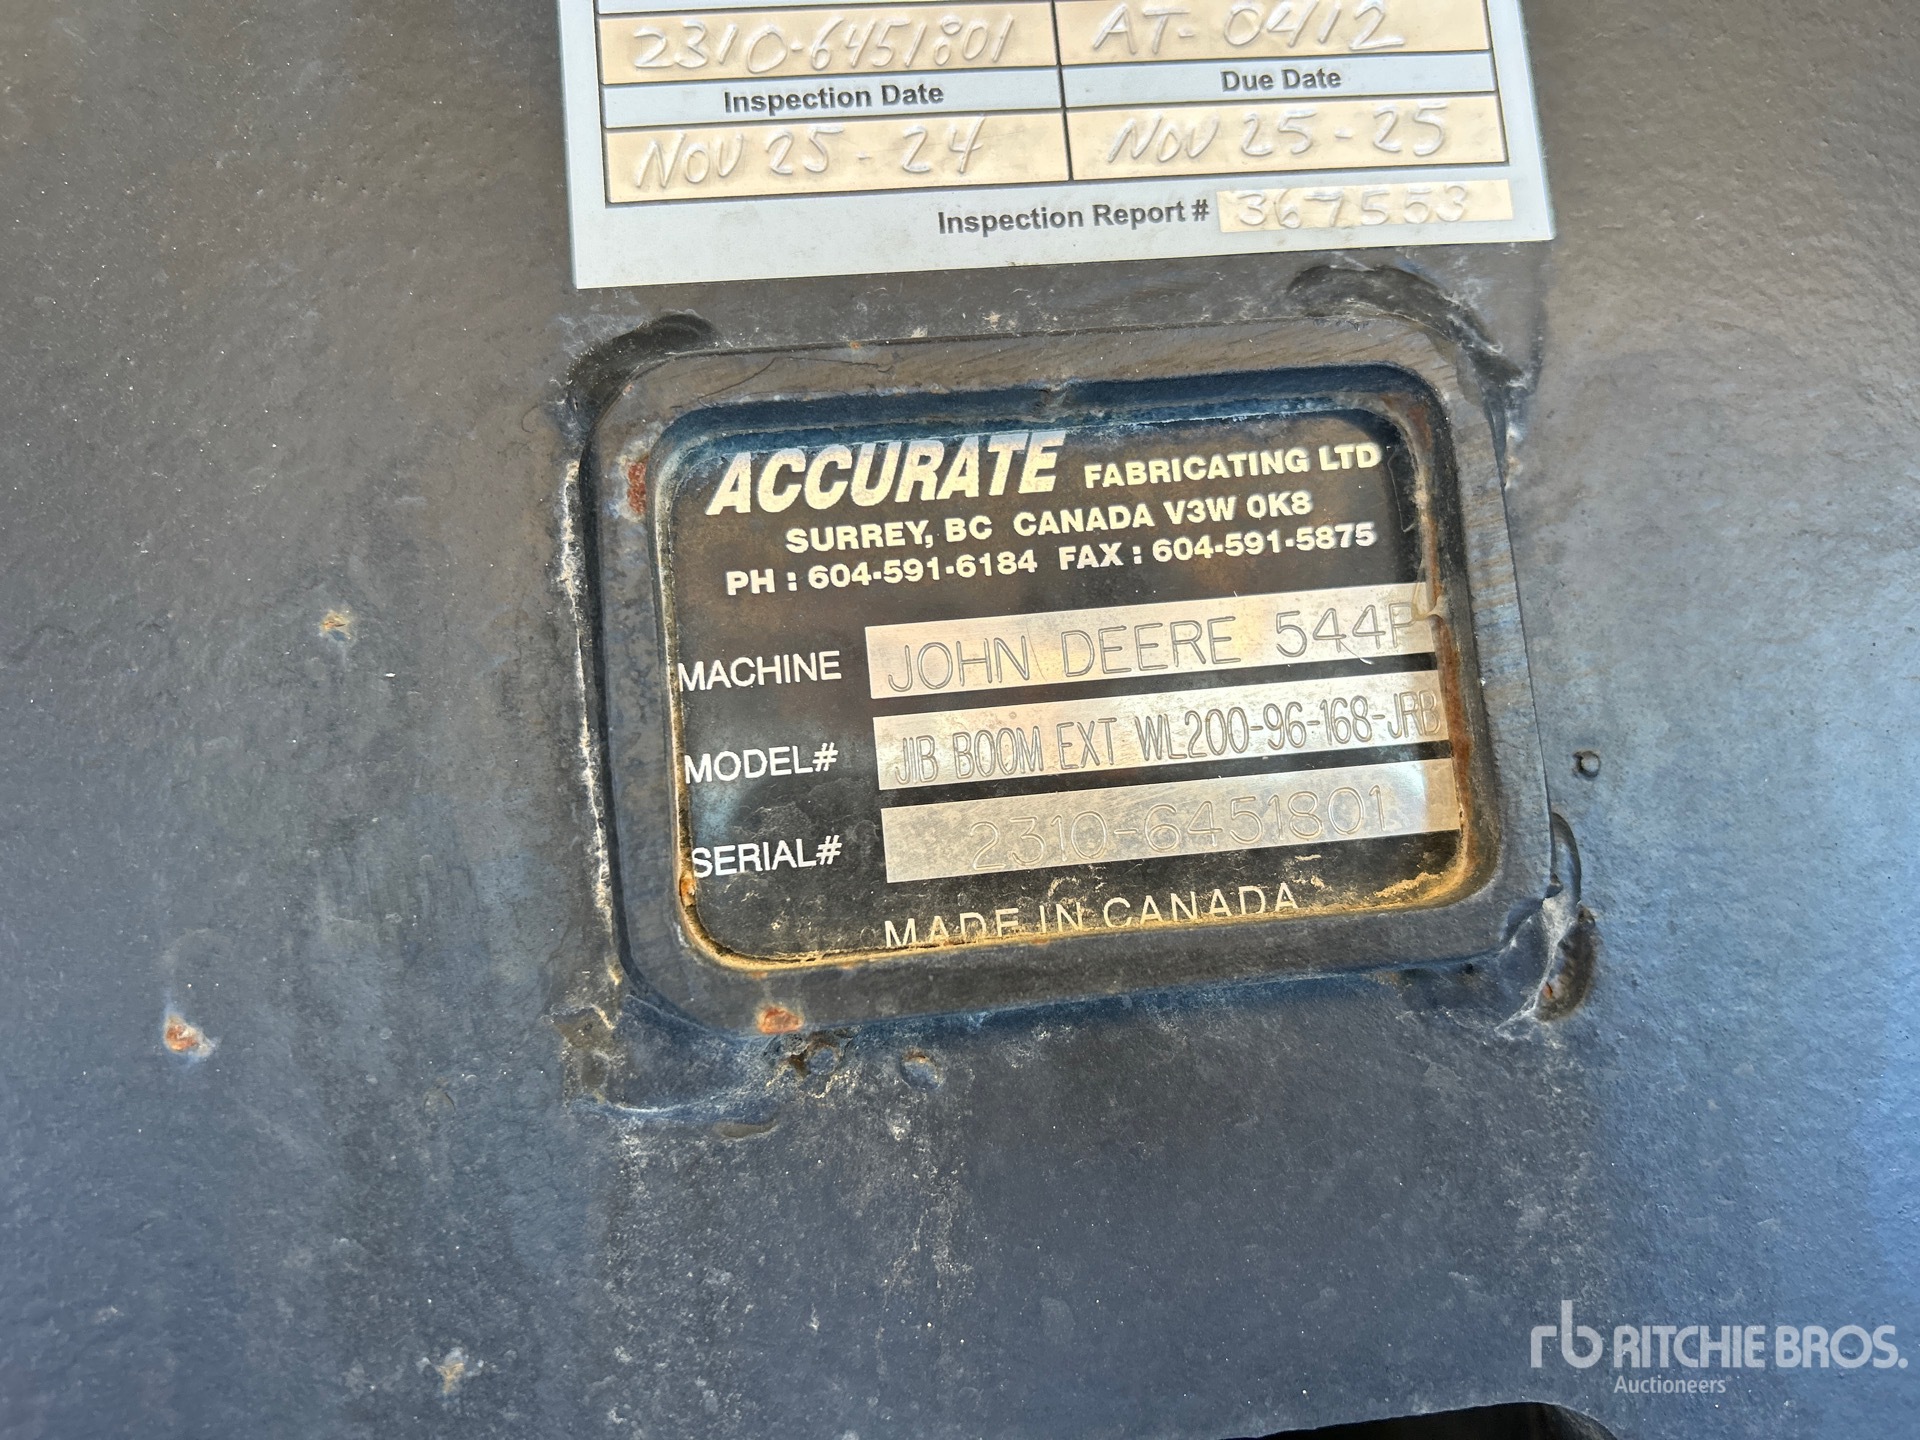 2310-6451801 AT-0412
Inspection Date Due Date
NOV 25-24 NOV 25-25
Inspection Report # 367553
ACCURATE FABRICATING LTD
SURREY, BC CANADA V3W 0K8
PH : 604-591-6184 FAX : 604-591-5875
MACHINE JOHN DEERE 544P
MODEL# JIB BOOM EXT WL200-96-168-JRB
SERIAL# 2310-6451801
MADE IN CANADA
rb RITCHIE BROS.
Auctioneers